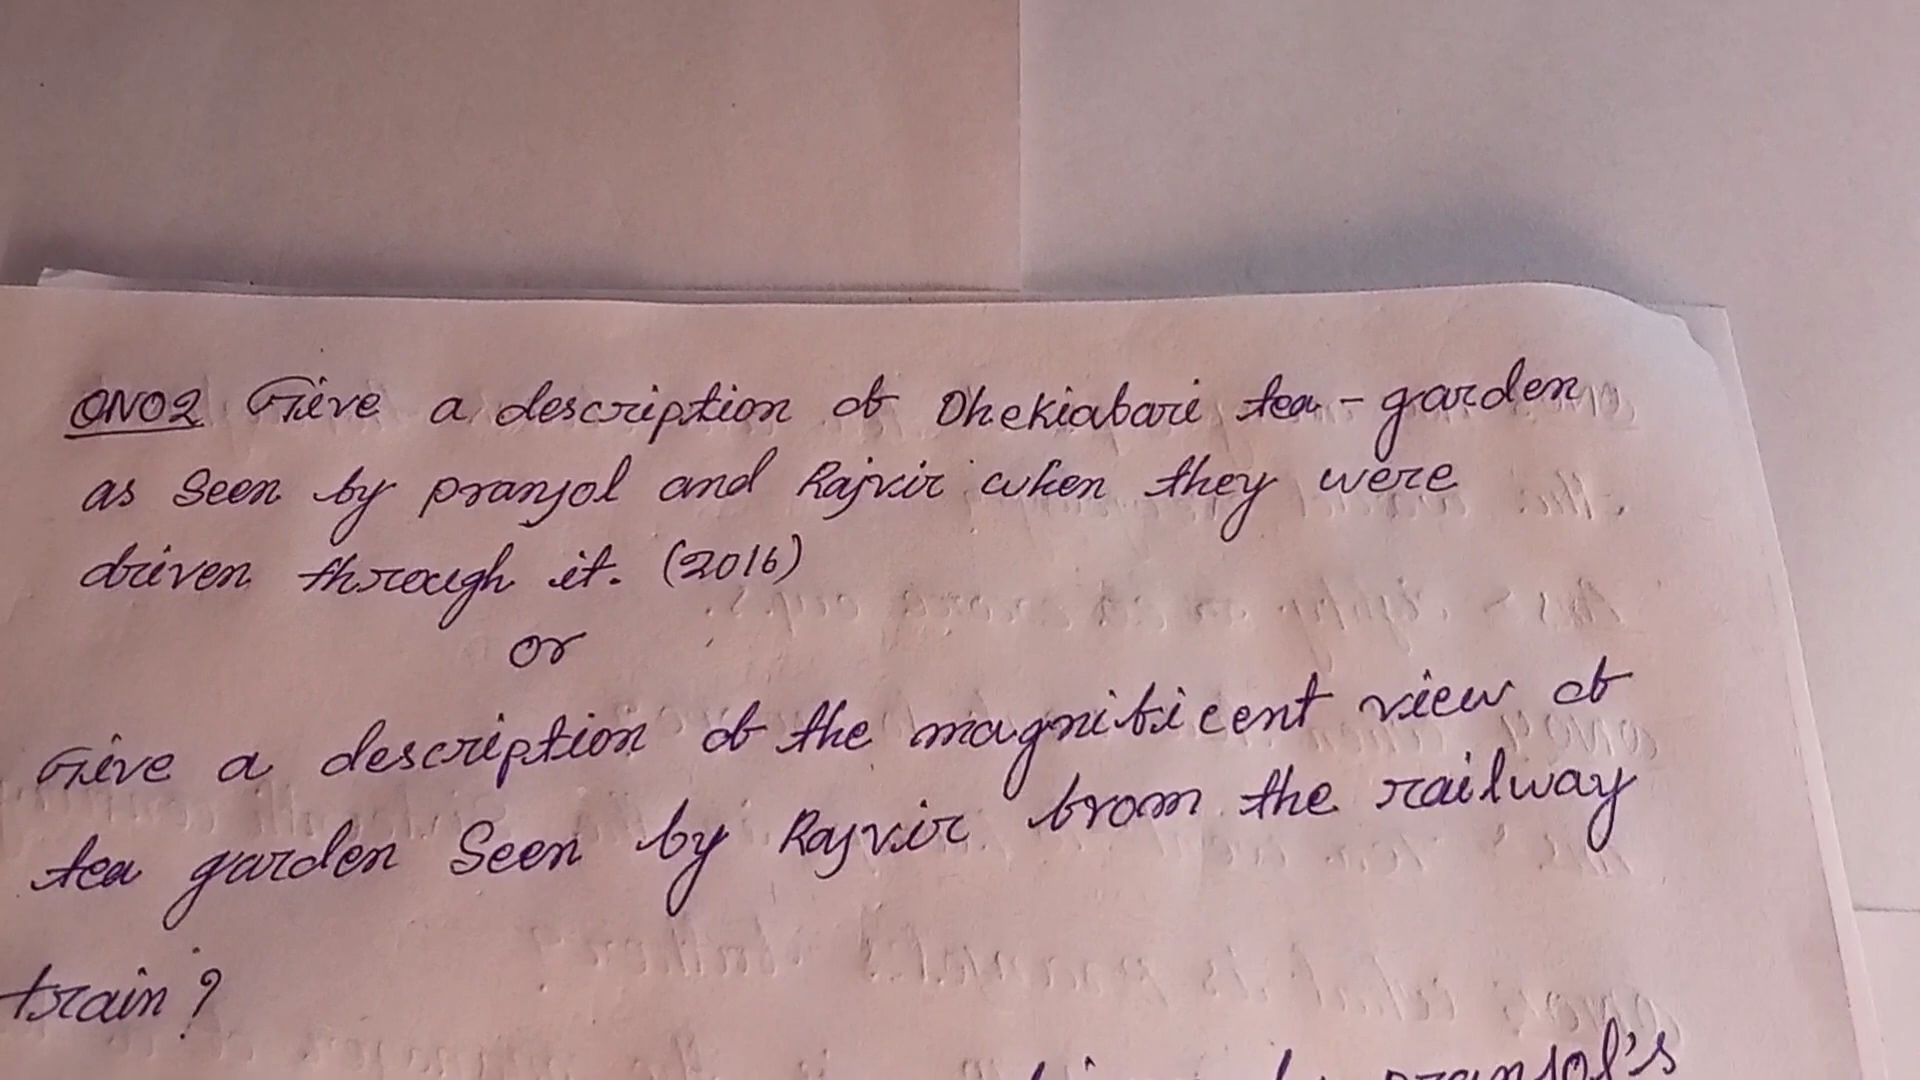 QNO2 Give a description of Dhekiabari tea-garden
as Seen by pranjol and Rajvir when they were
driven through it. (2016)
or
Give a description of the magnificent view of
tea garden Seen by Rajvir from the railway
train?
pranjol's